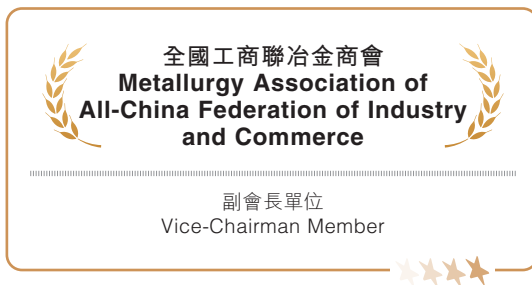 全國工商聯冶金商會
Metallurgy Association of
All-China Federation of Industry
and Commerce
副會長單位
Vice-Chairman Member